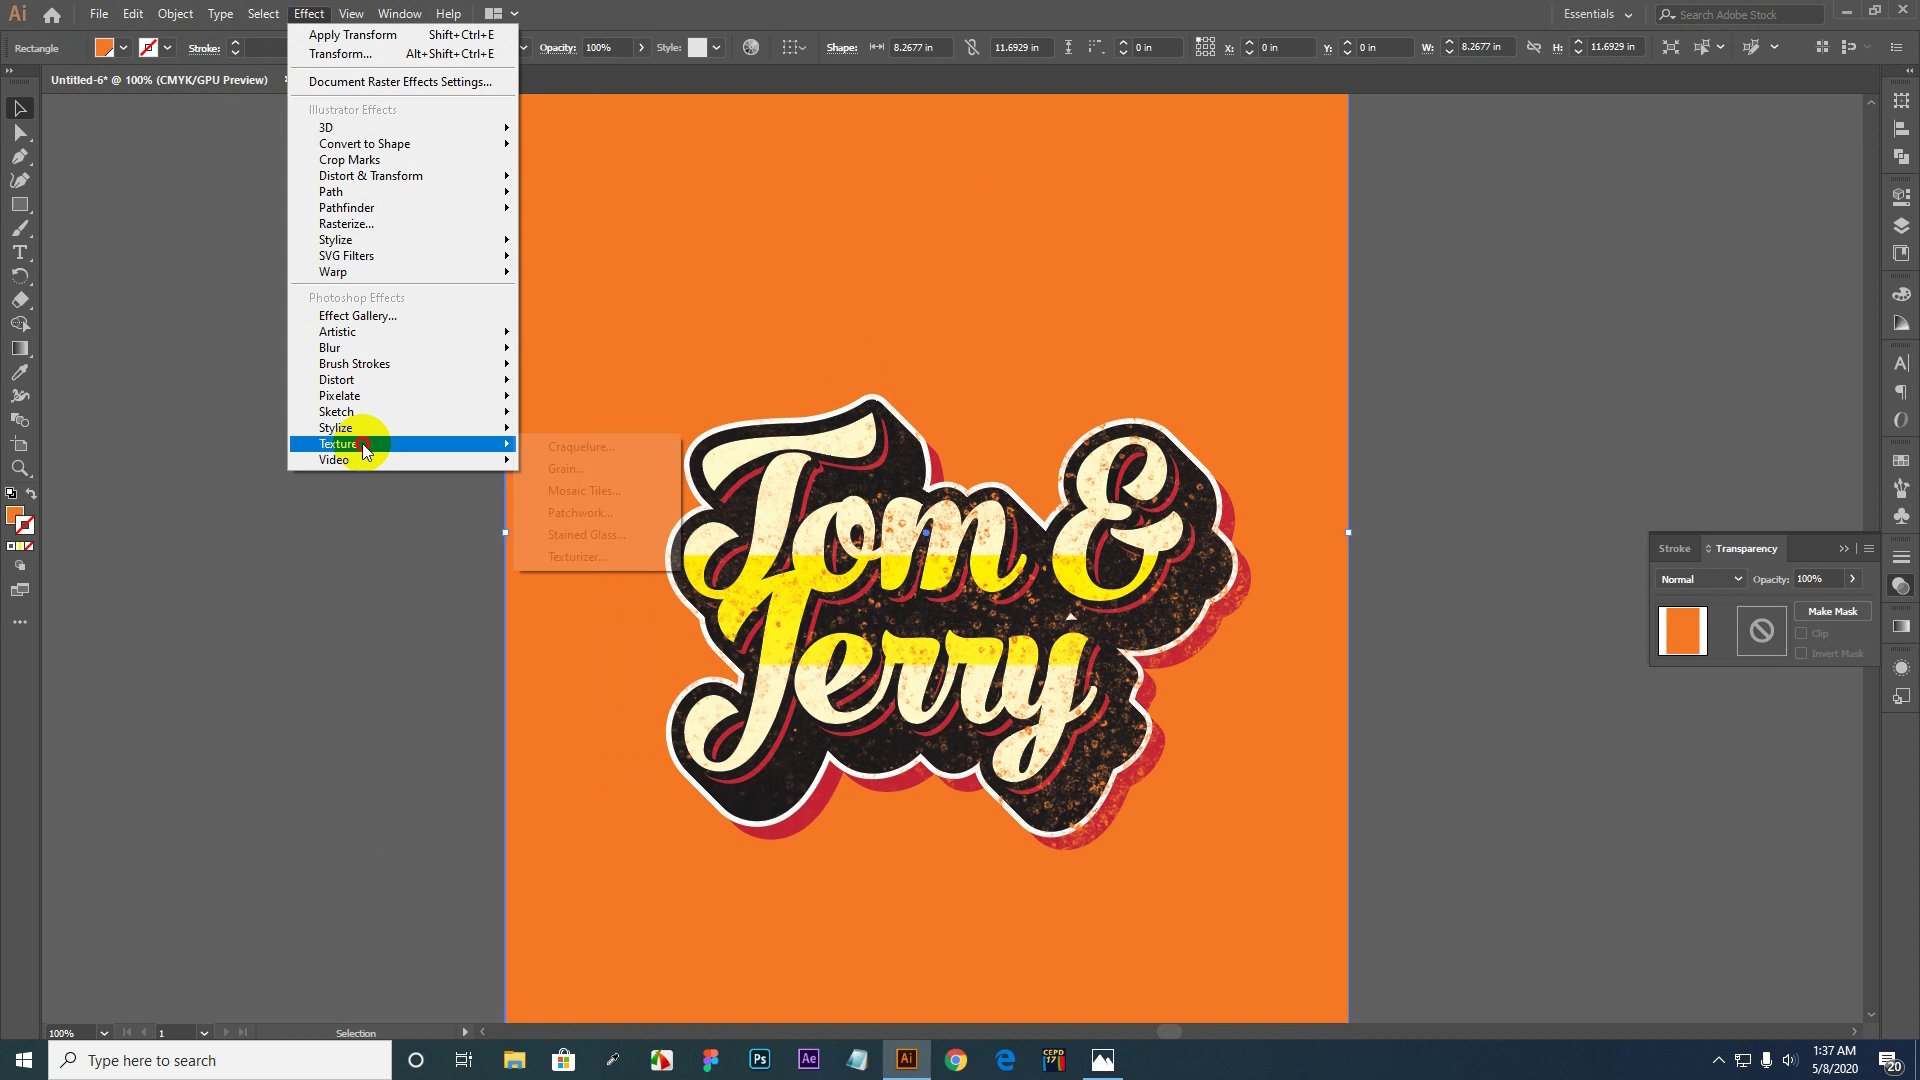 Ai File Edit Object Type Select Effect View Window Help Essentials Search Adobe Stock
Rectangle Stroke: Opacity: 100% Style: Shape: 8.2677 in 11.6929 in 0 in X: 0 in Y: 0 in W: 8.2677 in H: 11.6929 in
Untitled-6* @ 100% (CMYK/GPU Preview)
Apply Transform Shift+Ctrl+E
Transform... Alt+Shift+Ctrl+E
Document Raster Effects Settings...
Illustrator Effects
3D
Convert to Shape
Crop Marks
Distort & Transform
Path
Pathfinder
Rasterize...
Stylize
SVG Filters
Warp
Photoshop Effects
Effect Gallery...
Artistic
Blur
Brush Strokes
Distort
Pixelate
Sketch
Stylize
Texture
Video
Craquelure...
Grain...
Mosaic Tiles...
Patchwork...
Stained Glass...
Texturizer...
Tom &
Jerry
Stroke Transparency
Normal Opacity: 100%
Make Mask
Clip
Invert Mask
100% 1 Selection
Type here to search
Ps Ae Ai CEPD 17
1:37 AM
5/8/2020
20